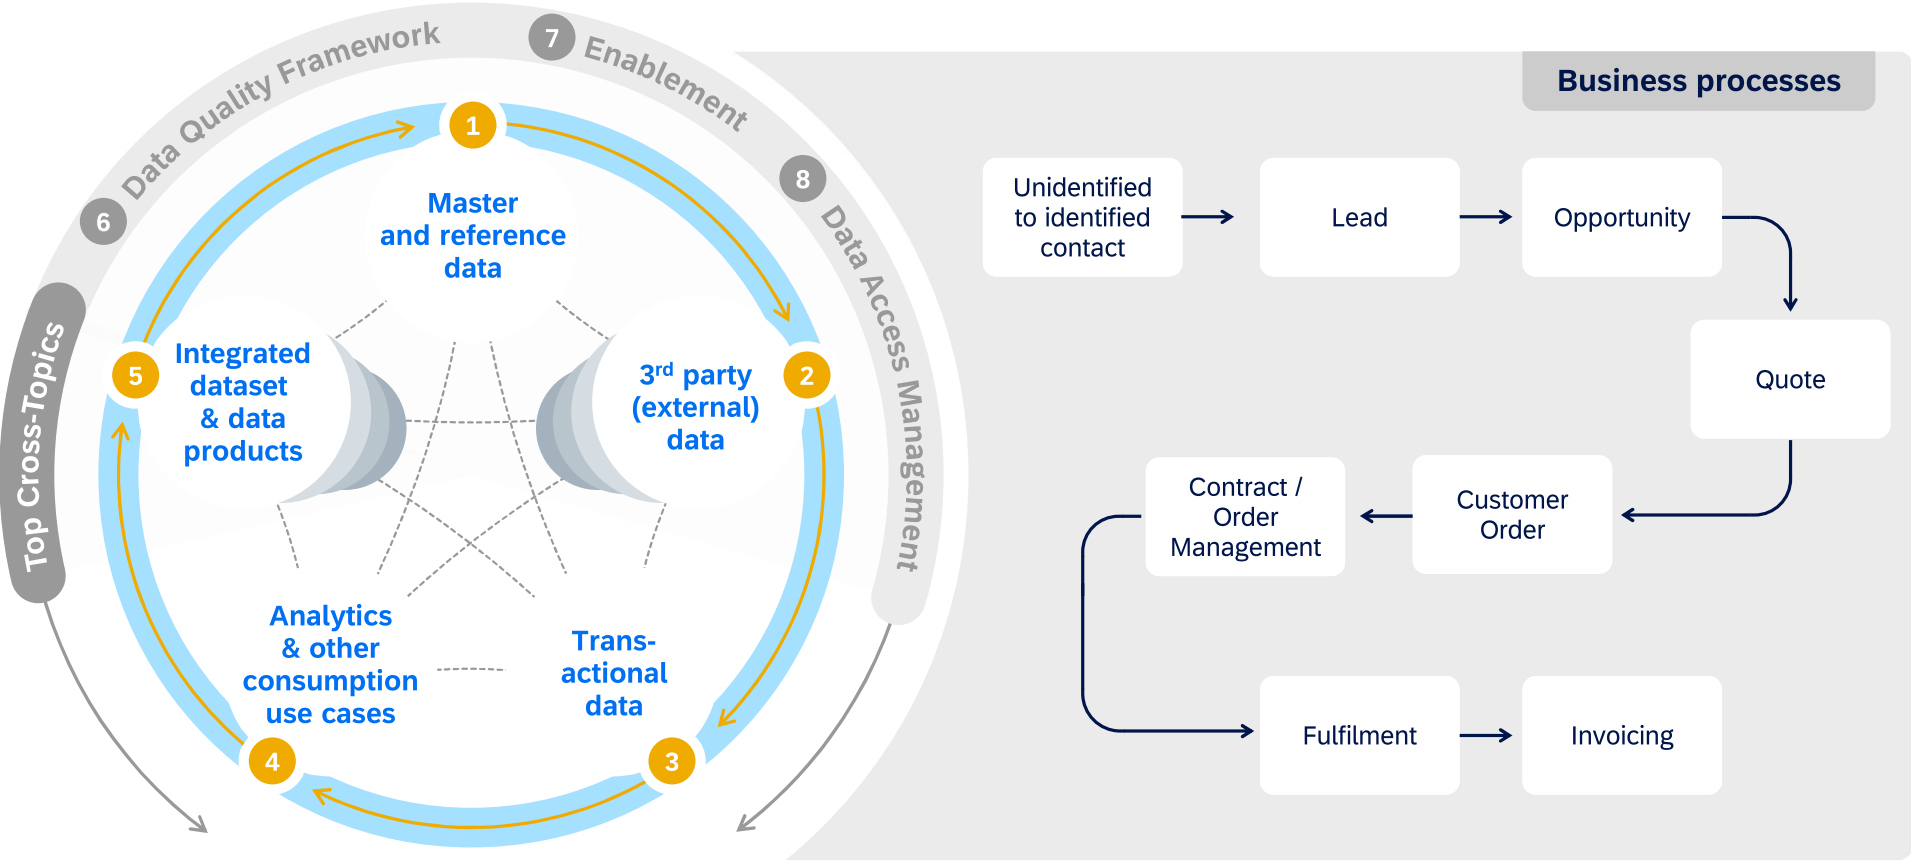 Top Cross-Topics
6
Data Quality Framework
7
Enablement
8
Data Access Management
1
Master
and reference
data
2
3rd party
(external)
data
3
Trans-
actional
data
4
Analytics
& other
consumption
use cases
5
Integrated
dataset
& data
products
Business processes
Unidentified
to identified
contact
Lead
Opportunity
Quote
Customer
Order
Contract /
Order
Management
Fulfilment
Invoicing